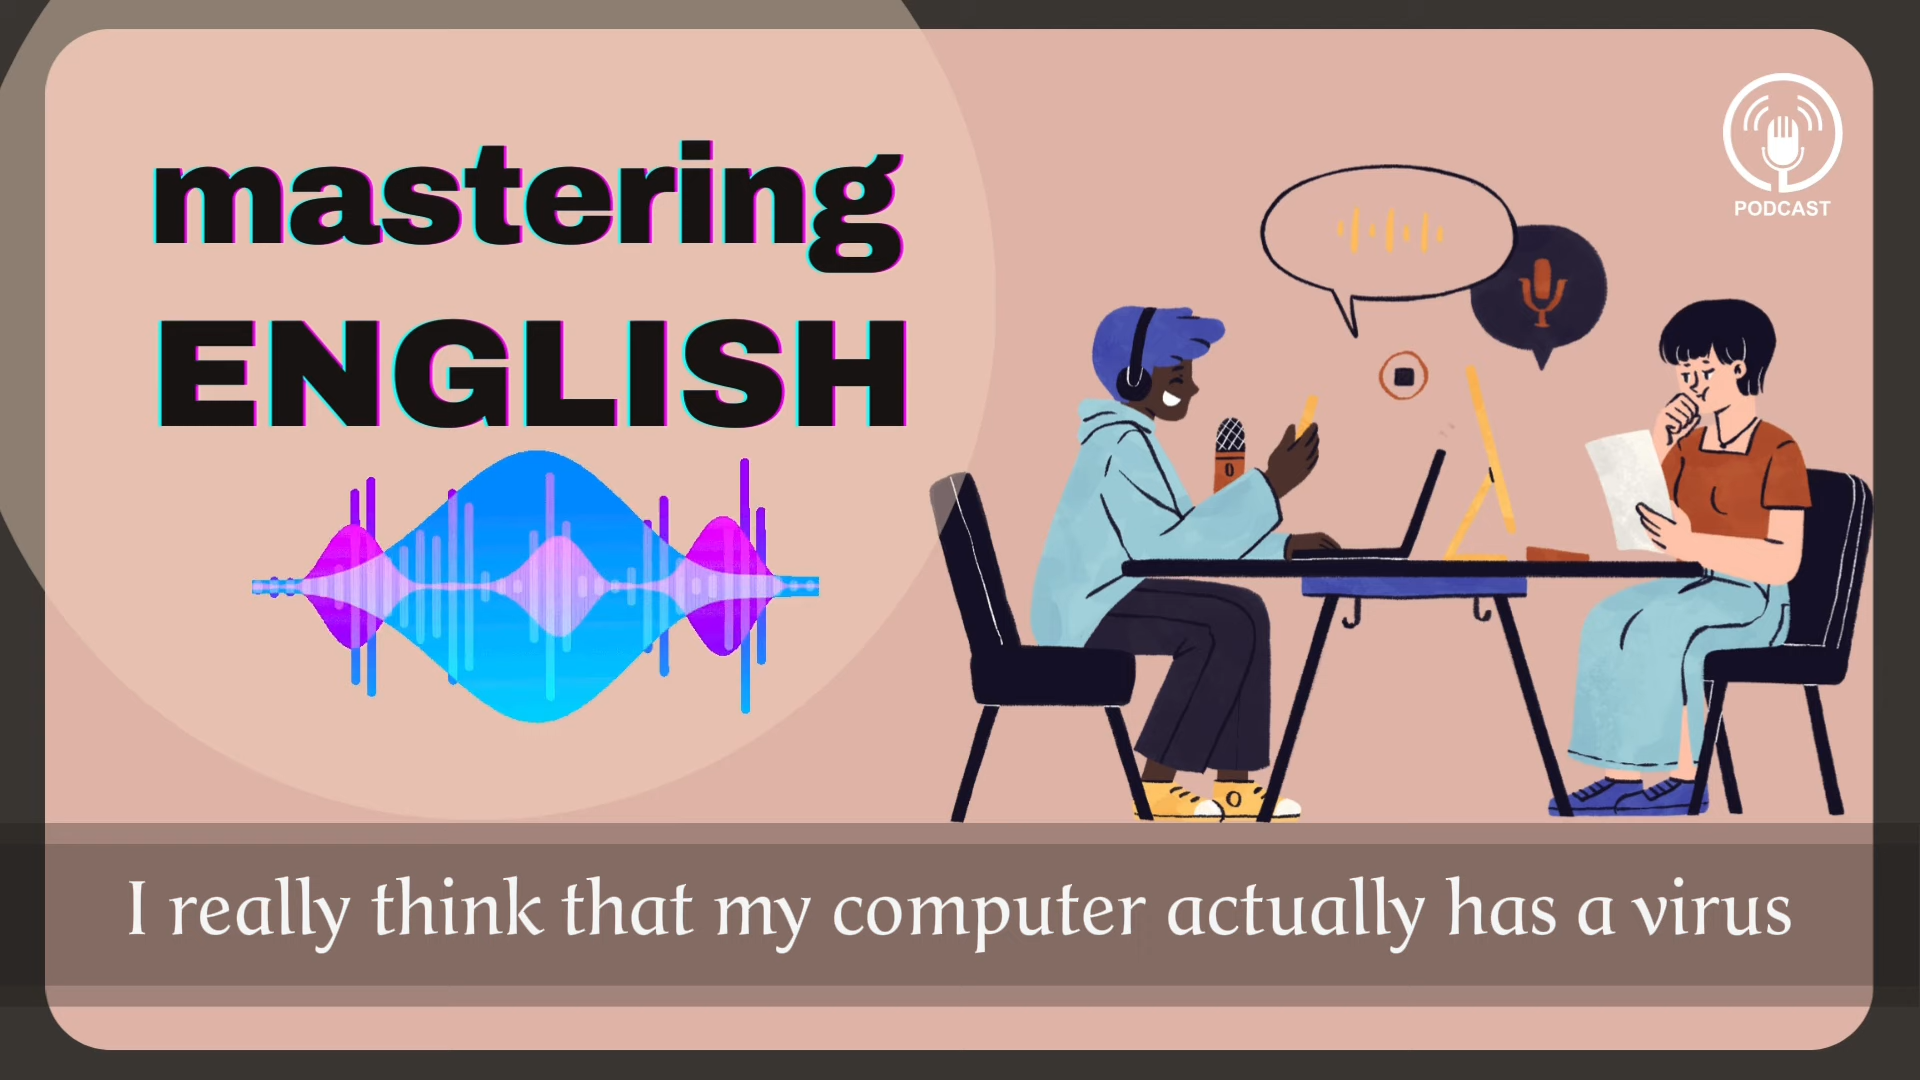 mastering
ENGLISH
PODCAST
I really think that my computer actually has a virus